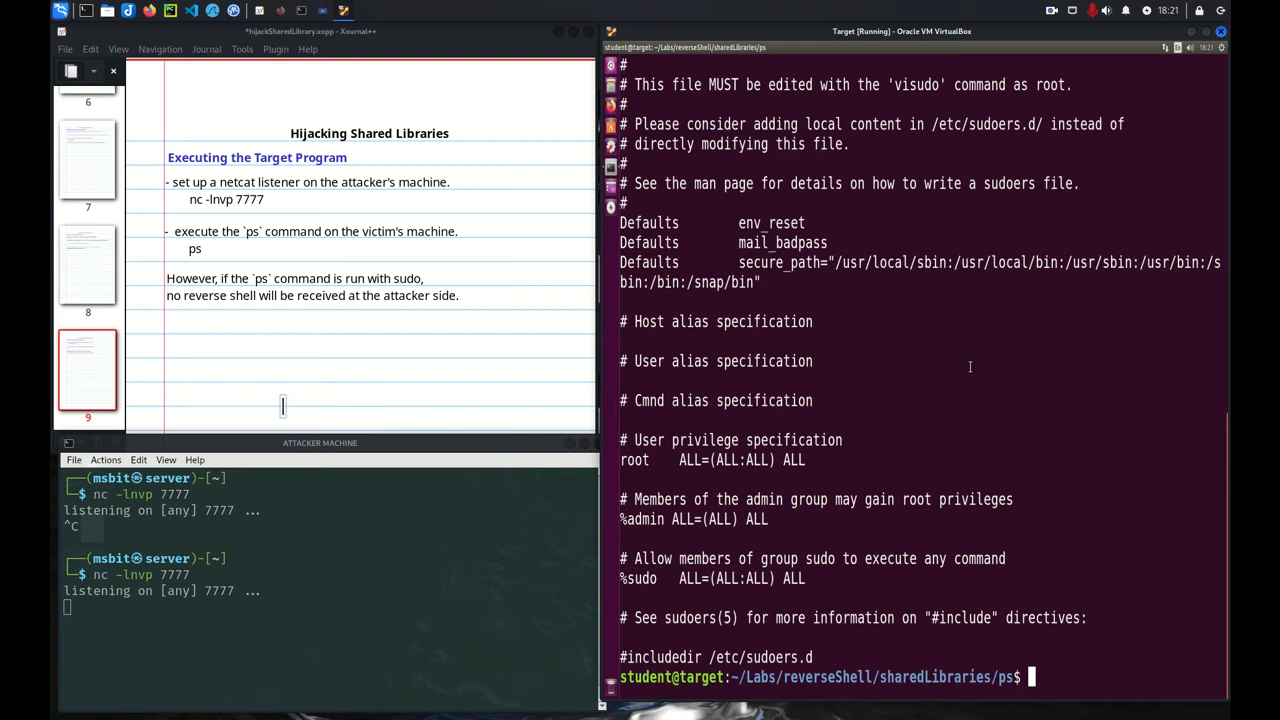 18:21
*hijackSharedLibrary.xopp - Xournal++
File Edit View Navigation Journal Tools Plugin Help
6
7
8
9
Hijacking Shared Libraries
Executing the Target Program
- set up a netcat listener on the attacker's machine.
nc -lnvp 7777
- execute the `ps` command on the victim's machine.
ps
However, if the `ps` command is run with sudo,
no reverse shell will be received at the attacker side.
ATTACKER MACHINE
File Actions Edit View Help
┌──(msbit㉿server)-[~]
└─$ nc -lnvp 7777
listening on [any] 7777 ...
^C
┌──(msbit㉿server)-[~]
└─$ nc -lnvp 7777
listening on [any] 7777 ...
Target [Running] - Oracle VM VirtualBox
student@target: ~/Labs/reverseShell/sharedLibraries/ps
18:21
#
# This file MUST be edited with the 'visudo' command as root.
#
# Please consider adding local content in /etc/sudoers.d/ instead of
# directly modifying this file.
#
# See the man page for details on how to write a sudoers file.
#
Defaults env_reset
Defaults mail_badpass
Defaults secure_path="/usr/local/sbin:/usr/local/bin:/usr/sbin:/usr/bin:/s
bin:/bin:/snap/bin"
# Host alias specification
# User alias specification
# Cmnd alias specification
# User privilege specification
root ALL=(ALL:ALL) ALL
# Members of the admin group may gain root privileges
%admin ALL=(ALL) ALL
# Allow members of group sudo to execute any command
%sudo ALL=(ALL:ALL) ALL
# See sudoers(5) for more information on "#include" directives:
#includedir /etc/sudoers.d
student@target:~/Labs/reverseShell/sharedLibraries/ps$